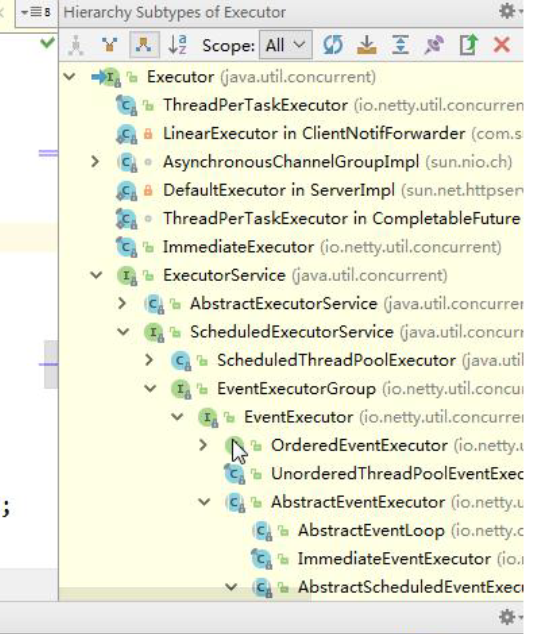 Hierarchy Subtypes of Executor
Scope: All
Executor (java.util.concurrent)
ThreadPerTaskExecutor (io.netty.util.concurren
LinearExecutor in ClientNotifForwarder (com.s
AsynchronousChannelGroupImpl (sun.nio.ch)
DefaultExecutor in ServerImpl (sun.net.httpserv
ThreadPerTaskExecutor in CompletableFuture
ImmediateExecutor (io.netty.util.concurrent)
ExecutorService (java.util.concurrent)
AbstractExecutorService (java.util.concurrer
ScheduledExecutorService (java.util.concurr
ScheduledThreadPoolExecutor (java.util
EventExecutorGroup (io.netty.util.concu
EventExecutor (io.netty.util.concurre
OrderedEventExecutor (io.netty.u
UnorderedThreadPoolEventExec
;
AbstractEventExecutor (io.netty.u
AbstractEventLoop (io.netty.c
ImmediateEventExecutor (io.
AbstractScheduledEventExecu